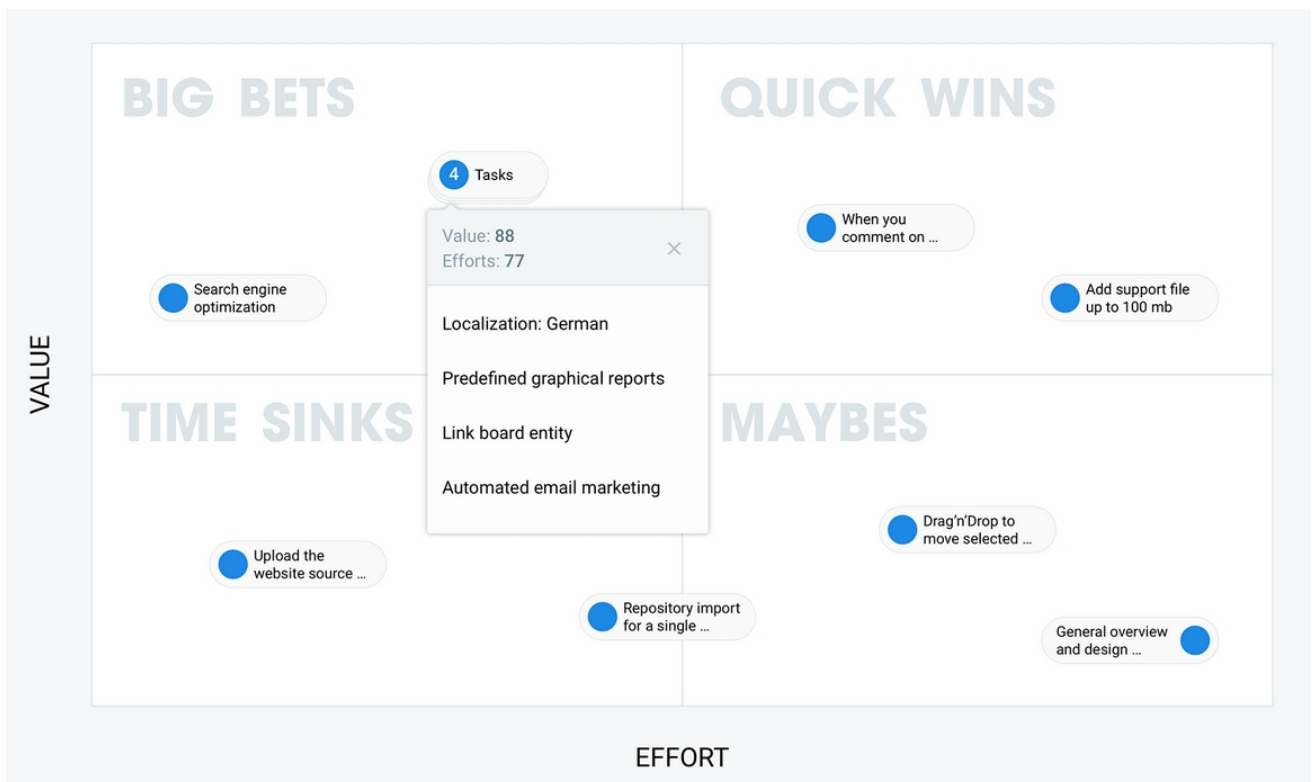 BIG BETS
QUICK WINS
4 Tasks
Value: 88
Efforts: 77
When you
comment on ...
Search engine
optimization
Add support file
up to 100 mb
Localization: German
Predefined graphical reports
Link board entity
Automated email marketing
VALUE
TIME SINKS
MAYBES
Drag'n'Drop to
move selected ...
Upload the
website source ...
Repository import
for a single ...
General overview
and design ...
EFFORT